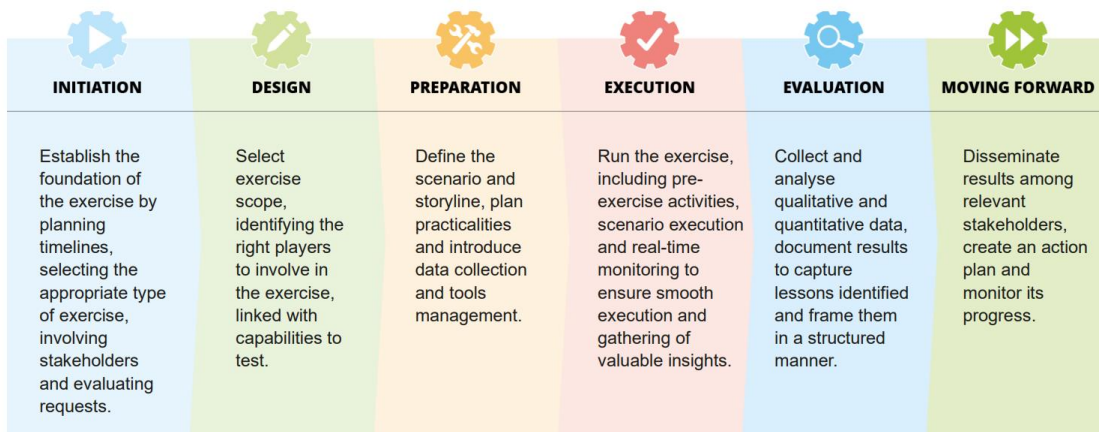 INITIATION
Establish the
foundation of
the exercise by
planning
timelines,
selecting the
appropriate type
of exercise,
involving
stakeholders
and evaluating
requests.
DESIGN
Select
exercise
scope,
identifying the
right players
to involve in
the exercise,
linked with
capabilities to
test.
PREPARATION
Define the
scenario and
storyline, plan
practicalities
and introduce
data collection
and tools
management.
EXECUTION
Run the exercise,
including pre-
exercise activities,
scenario execution
and real-time
monitoring to
ensure smooth
execution and
gathering of
valuable insights.
EVALUATION
Collect and
analyse
qualitative and
quantitative data,
document results
to capture
lessons identified
and frame them
in a structured
manner.
MOVING FORWARD
Disseminate
results among
relevant
stakeholders,
create an action
plan and
monitor its
progress.